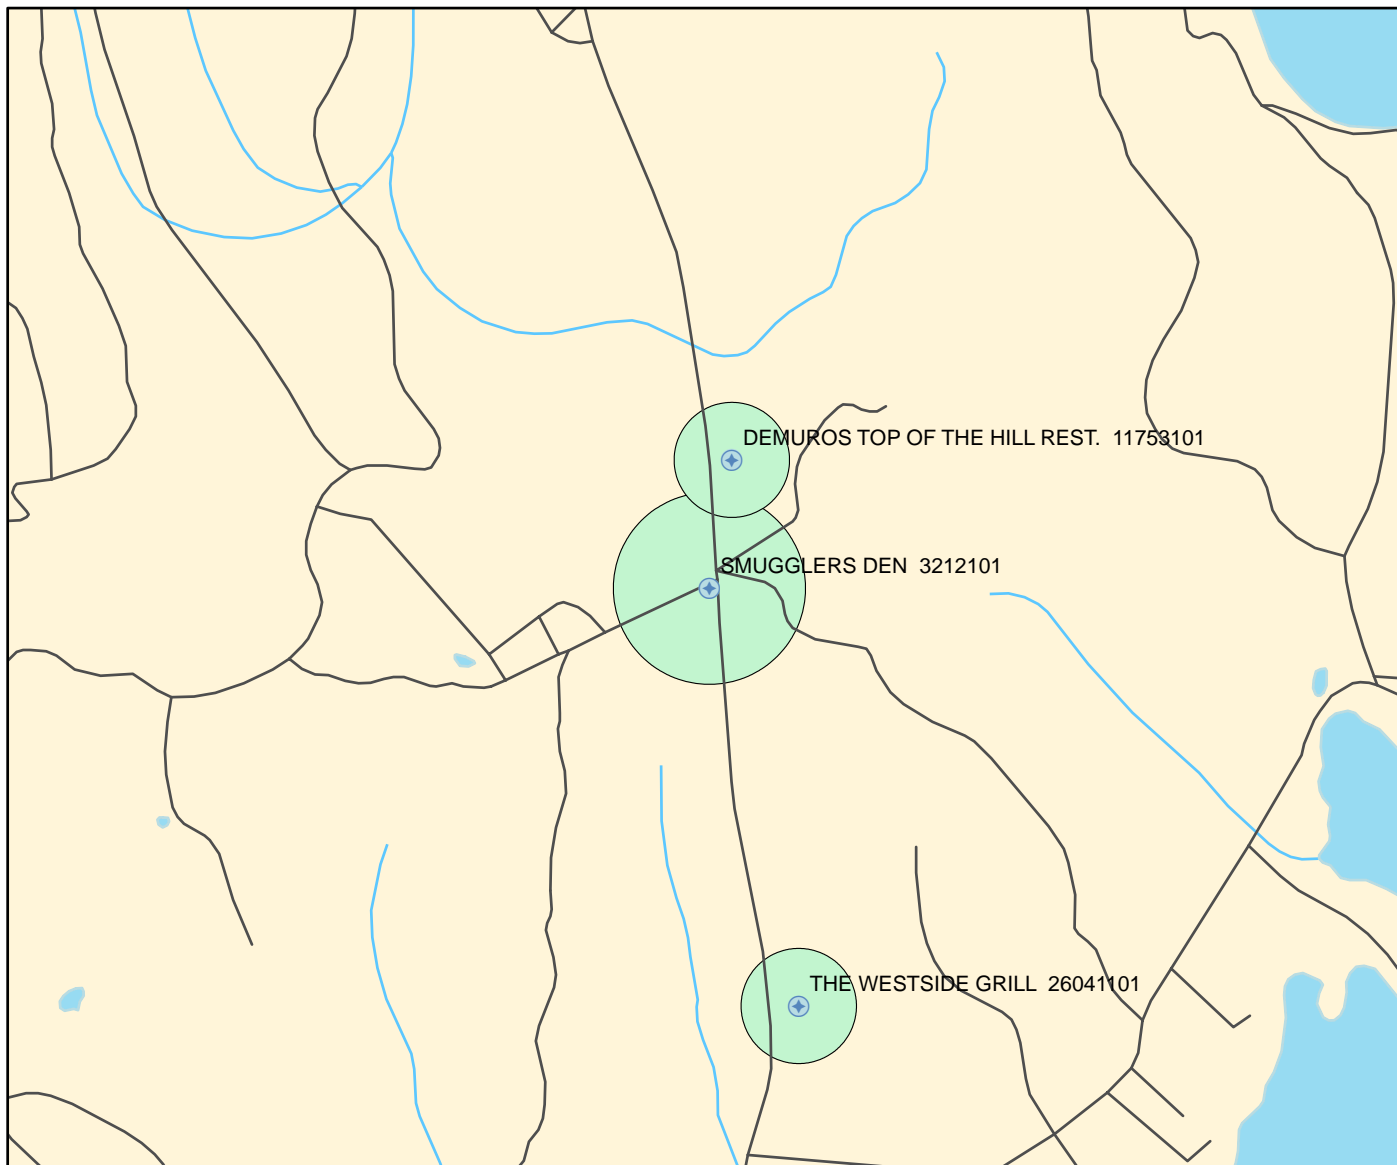 DEMUROS TOP OF THE HILL REST.  11753101
SMUGGLERS DEN  3212101
THE WESTSIDE GRILL  26041101